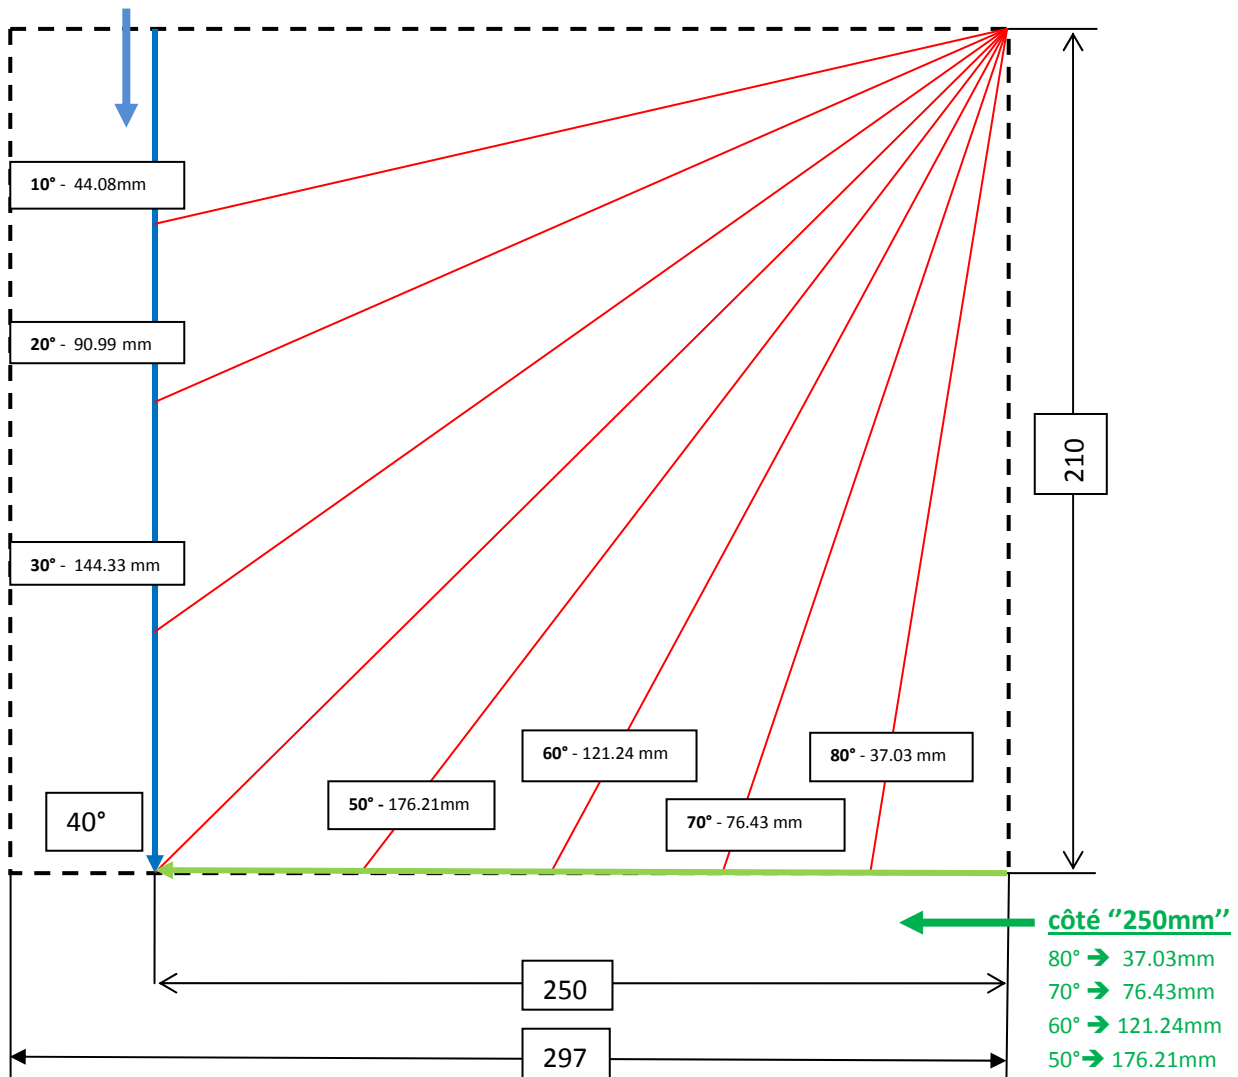 10° - 44.08mm
20° - 90.99 mm
30° - 144.33 mm
210
60° - 121.24 mm
80° - 37.03 mm
50° - 176.21mm
70° - 76.43 mm
40°
côté ‘’250mm’’
80° ➔ 37.03mm
70° ➔ 76.43mm
60° ➔ 121.24mm
50°➔ 176.21mm
250
297